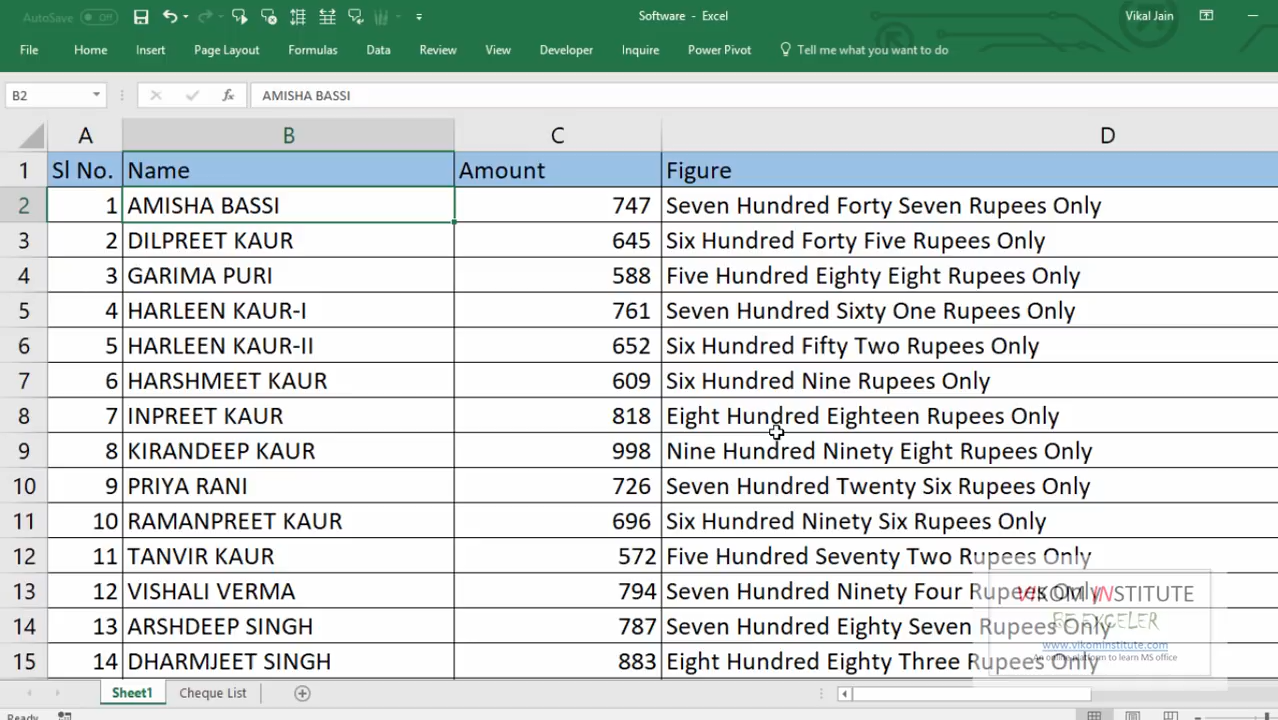 AutoSave Off Software - Excel Vikal Jain
File Home Insert Page Layout Formulas Data Review View Developer Inquire Power Pivot Tell me what you want to do
B2 fx AMISHA BASSI
A B C D
1 Sl No. Name Amount Figure
2 1 AMISHA BASSI 747 Seven Hundred Forty Seven Rupees Only
3 2 DILPREET KAUR 645 Six Hundred Forty Five Rupees Only
4 3 GARIMA PURI 588 Five Hundred Eighty Eight Rupees Only
5 4 HARLEEN KAUR-I 761 Seven Hundred Sixty One Rupees Only
6 5 HARLEEN KAUR-II 652 Six Hundred Fifty Two Rupees Only
7 6 HARSHMEET KAUR 609 Six Hundred Nine Rupees Only
8 7 INPREET KAUR 818 Eight Hundred Eighteen Rupees Only
9 8 KIRANDEEP KAUR 998 Nine Hundred Ninety Eight Rupees Only
10 9 PRIYA RANI 726 Seven Hundred Twenty Six Rupees Only
11 10 RAMANPREET KAUR 696 Six Hundred Ninety Six Rupees Only
12 11 TANVIR KAUR 572 Five Hundred Seventy Two Rupees Only
13 12 VISHALI VERMA 794 Seven Hundred Ninety Four Rupees Only
VIKOM INSTITUTE
BE EXCELER
14 13 ARSHDEEP SINGH 787 Seven Hundred Eighty Seven Rupees Only
www.vikominstitute.com
An online platform to learn MS office
15 14 DHARMJEET SINGH 883 Eight Hundred Eighty Three Rupees Only
Sheet1 Cheque List
Ready